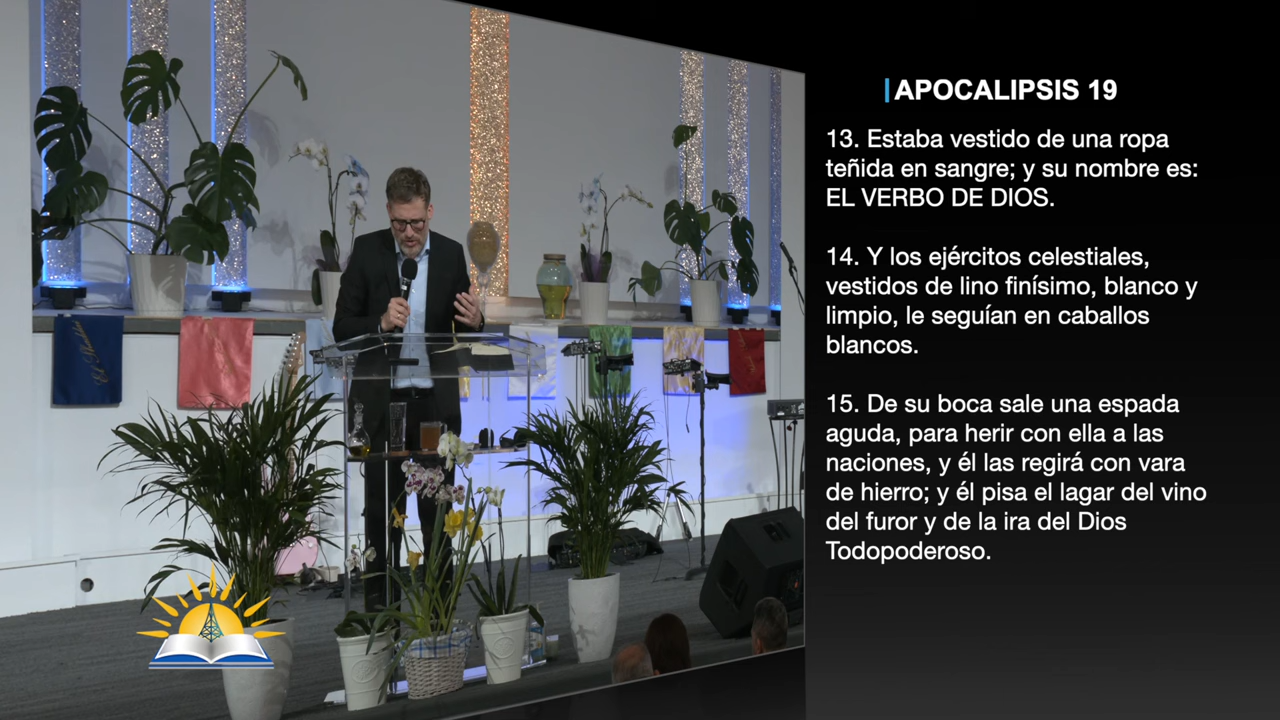 APOCALIPSIS 19
13. Estaba vestido de una ropa
teñida en sangre; y su nombre es:
EL VERBO DE DIOS.
14. Y los ejércitos celestiales,
vestidos de lino finísimo, blanco y
limpio, le seguían en caballos
blancos.
15. De su boca sale una espada
aguda, para herir con ella a las
naciones, y él las regirá con vara
de hierro; y él pisa el lagar del vino
del furor y de la ira del Dios
Todopoderoso.